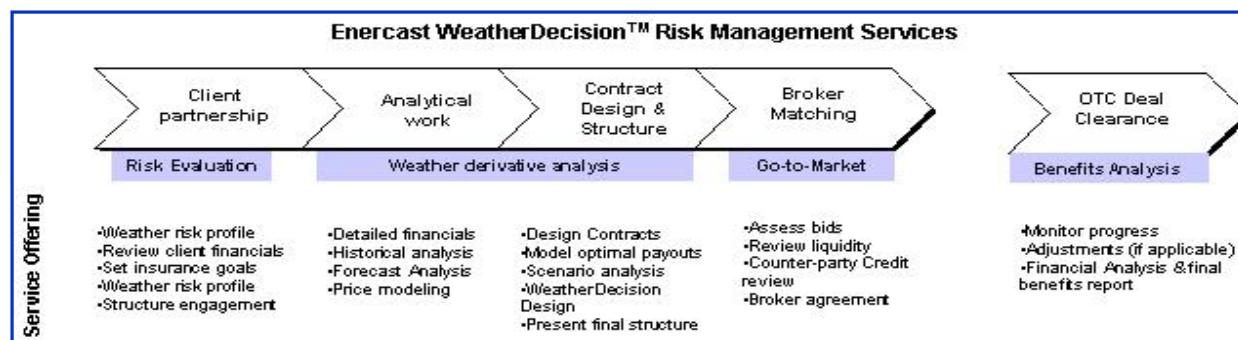 Enercast WeatherDecision™ Risk Management Services
Client
partnership
Analytical
work
Contract
Design &
Structure
Broker
Matching
OTC Deal
Clearance
Risk Evaluation
Weather derivative analysis
Go-to-Market
Benefits Analysis
Service Offering
•Weather risk profile
•Review client financials
•Set insurance goals
•Weather risk profile
•Structure engagement
•Detailed financials
•Historical analysis
•Forecast Analysis
•Price modeling
•Design Contracts
•Model optimal payouts
•Scenario analysis
•WeatherDecision
Design
•Present final structure
•Assess bids
•Review liquidity
•Counter-party Credit
review
•Broker agreement
•Monitor progress
•Adjustments (if applicable)
•Financial Analysis & final
benefits report